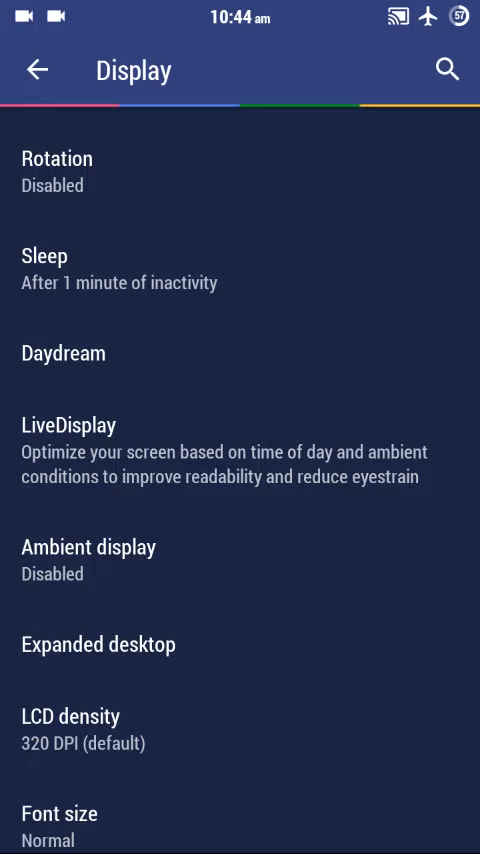 10:44 am
57
Display
Rotation
Disabled
Sleep
After 1 minute of inactivity
Daydream
LiveDisplay
Optimize your screen based on time of day and ambient
conditions to improve readability and reduce eyestrain
Ambient display
Disabled
Expanded desktop
LCD density
320 DPI (default)
Font size
Normal